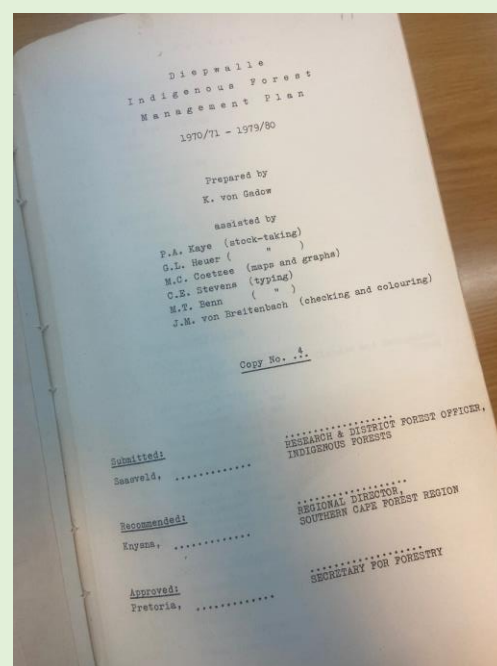 Diepwalle
Indigenous Forest
Management Plan
1970/71 - 1979/80
Prepared by
K. von Gadow
assisted by
P.A. Kaye (stock-taking)
G.L. Heuer ( " )
M.C. Coetzee (maps and graphs)
C.E. Stevens (typing)
M.T. Benn ( " )
J.M. von Breitenbach (checking and colouring)
Copy No. 4
Submitted:
Saasveld, .............
RESEARCH & DISTRICT FOREST OFFICER,
INDIGENOUS FORESTS
Recommended:
Knysna, .............
REGIONAL DIRECTOR,
SOUTHERN CAPE FOREST REGION
Approved:
Pretoria, .............
SECRETARY FOR FORESTRY